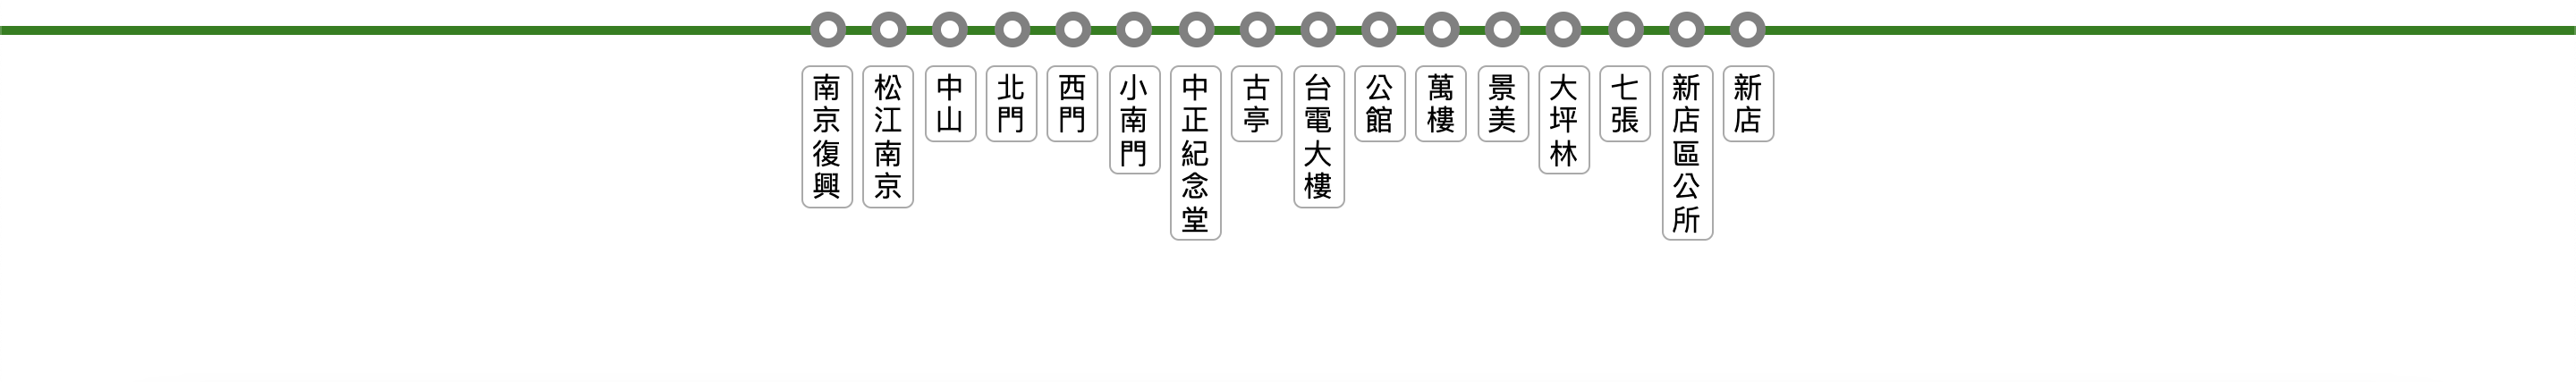 南京復興
松江南京
中山
北門
西門
小南門
中正紀念堂
古亭
台電大樓
公館
萬樓
景美
大坪林
七張
新店區公所
新店